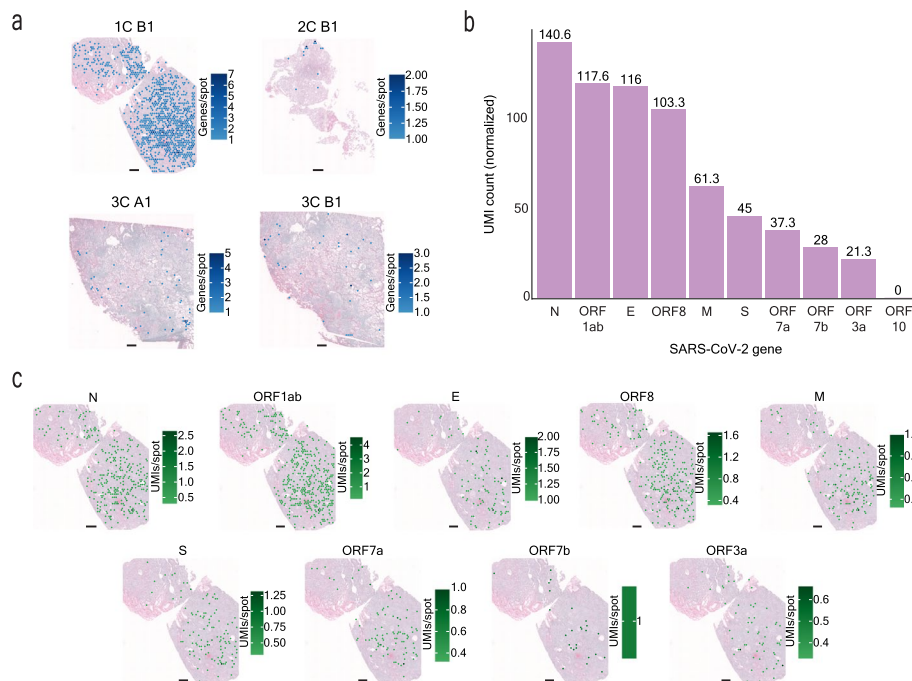 a
1C B1
7
6
5
4
3
2
1
Genes/spot
2C B1
2.00
1.75
1.50
1.25
1.00
Genes/spot
3C A1
5
4
3
2
1
Genes/spot
3C B1
3.0
2.5
2.0
1.5
1.0
Genes/spot
b
UMI count (normalized)
100
50
0
140.6
117.6
116
103.3
61.3
45
37.3
28
21.3
0
N
ORF
1ab
E
ORF8
M
S
ORF
7a
ORF
7b
ORF
3a
ORF
10
SARS-CoV-2 gene
c
N
2.5
2.0
1.5
1.0
0.5
UMIs/spot
ORF1ab
4
3
2
1
UMIs/spot
E
2.00
1.75
1.50
1.25
1.00
UMIs/spot
ORF8
1.6
1.2
0.8
0.4
UMIs/spot
M
UMIs/spot
S
1.25
1.00
0.75
0.50
UMIs/spot
ORF7a
1.0
0.8
0.6
0.4
UMIs/spot
ORF7b
1
UMIs/spot
ORF3a
0.6
0.5
0.4
UMIs/spot